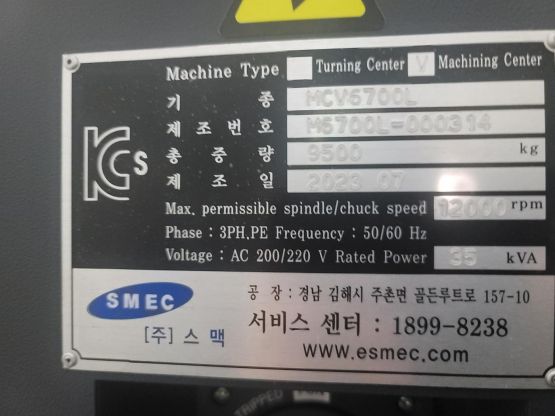 Machine Type Turning Center V Machining Center
기 종 MCV6700L
제 조 번 호 M6700L-000314
총 중 량 9500 kg
제 조 일 2023.07
Max. permissible spindle/chuck speed 12000 rpm
Phase : 3PH,PE Frequency : 50/60 Hz
Voltage : AC 200/220 V Rated Power 35 kVA
KCs
SMEC
[주] 스 맥
공 장 : 경남 김해시 주촌면 골든루트로 157-10
서비스 센터 : 1899-8238
www.esmec.com
TRIPPED